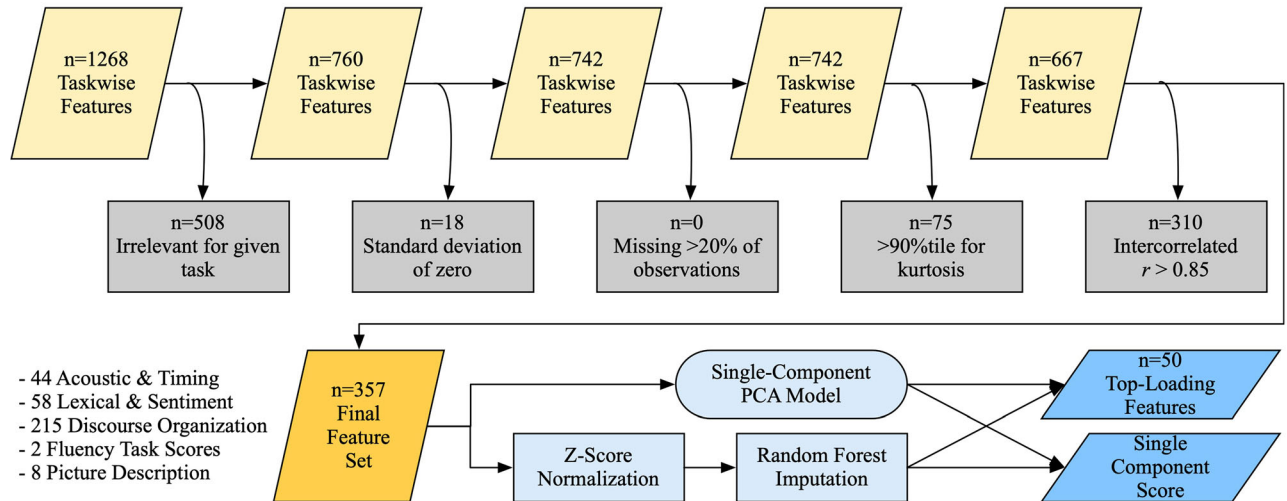 n=1268
Taskwise
Features
n=760
Taskwise
Features
n=742
Taskwise
Features
n=742
Taskwise
Features
n=667
Taskwise
Features
n=508
Irrelevant for given
task
n=18
Standard deviation
of zero
n=0
Missing >20% of
observations
n=75
>90%tile for
kurtosis
n=310
Intercorrelated
r > 0.85
- 44 Acoustic & Timing
- 58 Lexical & Sentiment
- 215 Discourse Organization
- 2 Fluency Task Scores
- 8 Picture Description
n=357
Final
Feature
Set
Single-Component
PCA Model
Z-Score
Normalization
Random Forest
Imputation
n=50
Top-Loading
Features
Single
Component
Score